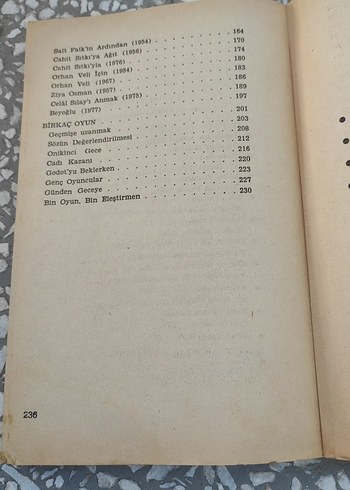 Sait Faik'in Ardından (1954) . . . . . . . . . 164
Cahit Sıtkı'ya Ağıt (1956) . . . . . . . . . 170
Cahit Sıtkı'yla (1976) . . . . . . . . . 174
Orhan Veli İçin (1954) . . . . . . . . . 180
Orhan Veli (1967) . . . . . . . . . 183
Ziya Osman (1957) . . . . . . . . . 186
Celâl Sılay'ı Anmak (1975) . . . . . . . . . 189
Beyoğlu (1977) . . . . . . . . . 197
BİRKAÇ OYUN . . . . . . . . . 201
Geçmişe uzanmak . . . . . . . . . 203
Sözün Değerlendirilmesi . . . . . . . . . 208
Onikinci Gece . . . . . . . . . 212
Cadı Kazanı . . . . . . . . . 216
Godot'yu Beklerken . . . . . . . . . 220
Genç Oyuncular . . . . . . . . . 223
Günden Geceye . . . . . . . . . 227
Bin Oyun, Bin Eleştirmen . . . . . . . . . 230
236